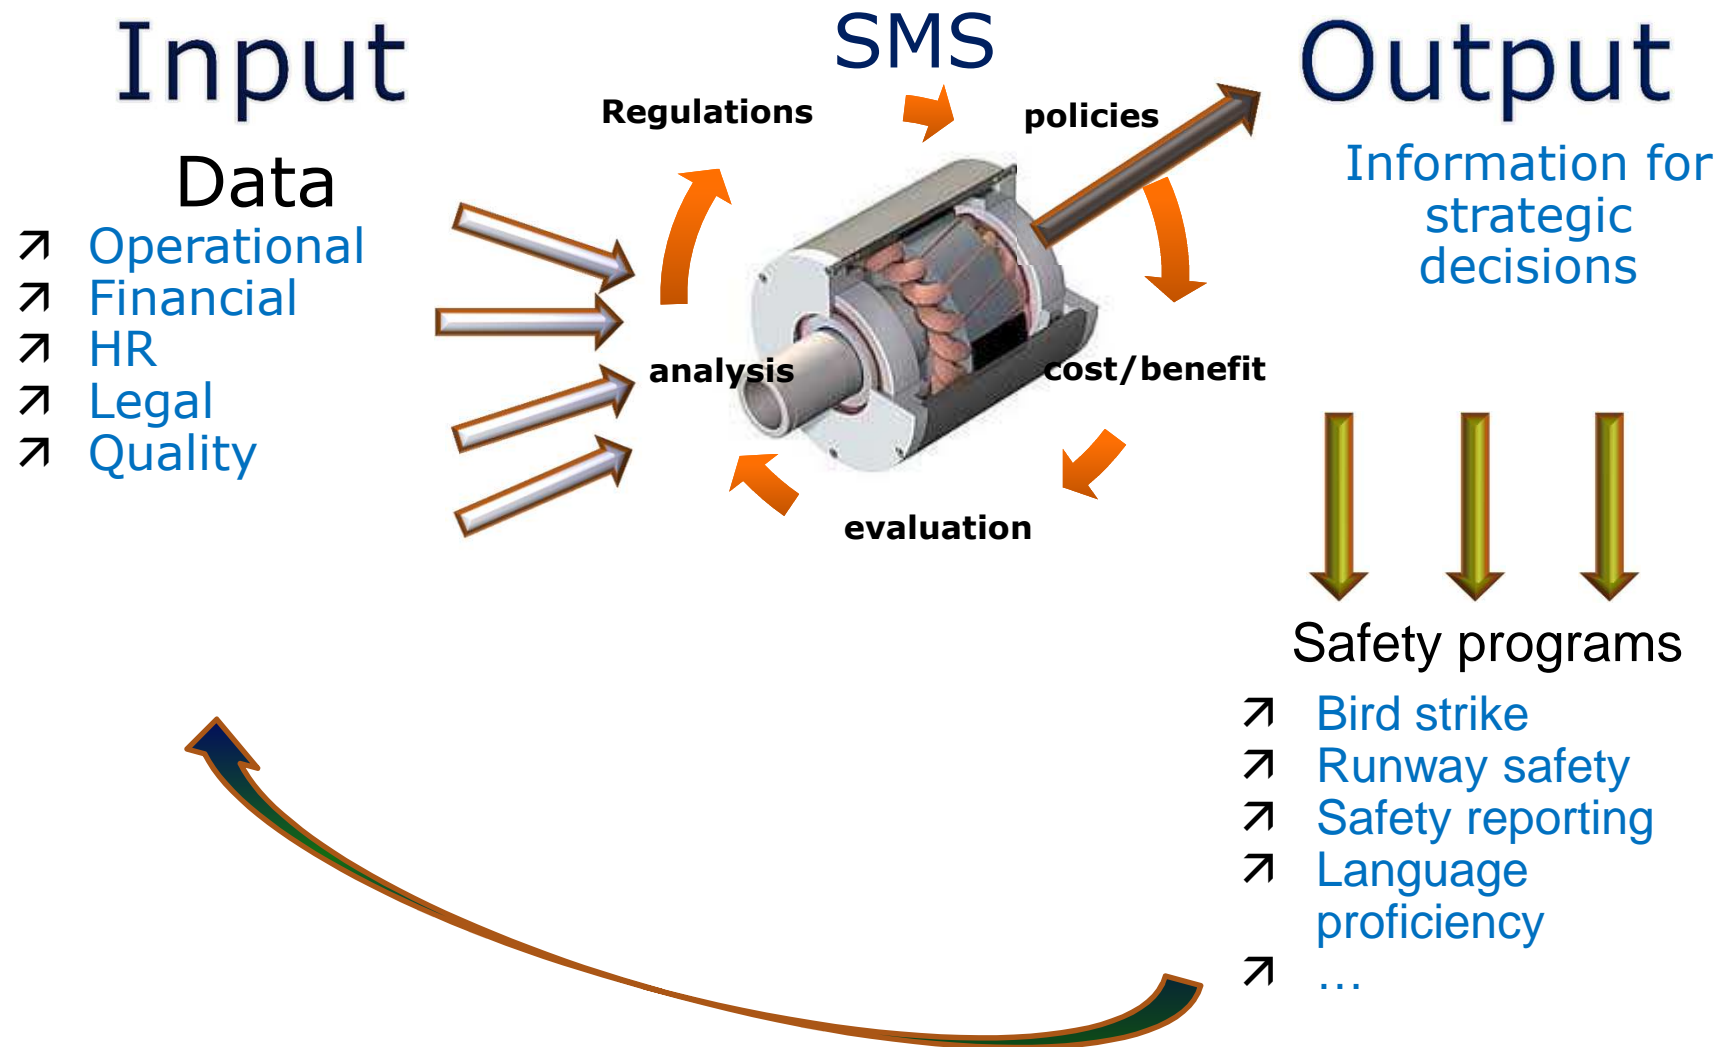 Input
Data
Operational
Financial
HR
Legal
Quality
SMS
Regulations
policies
analysis
cost/benefit
evaluation
Output
Information for
strategic
decisions
Safety programs
Bird strike
Runway safety
Safety reporting
Language
proficiency
…